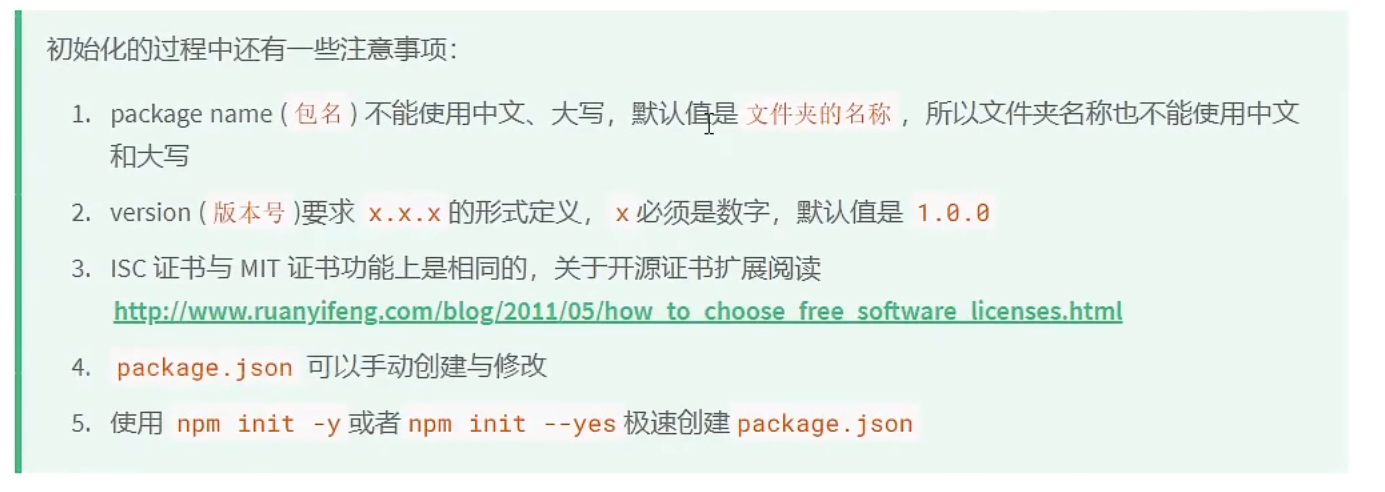 初始化的过程中还有一些注意事项：
1. package name ( 包名 ) 不能使用中文、大写，默认值是 文件夹的名称 ，所以文件夹名称也不能使用中文
和大写
2. version ( 版本号 )要求 x.x.x 的形式定义， x 必须是数字，默认值是 1.0.0
3. ISC 证书与 MIT 证书功能上是相同的，关于开源证书扩展阅读
http://www.ruanyifeng.com/blog/2011/05/how_to_choose_free_software_licenses.html
4. package.json 可以手动创建与修改
5. 使用 npm init -y 或者 npm init --yes 极速创建 package.json